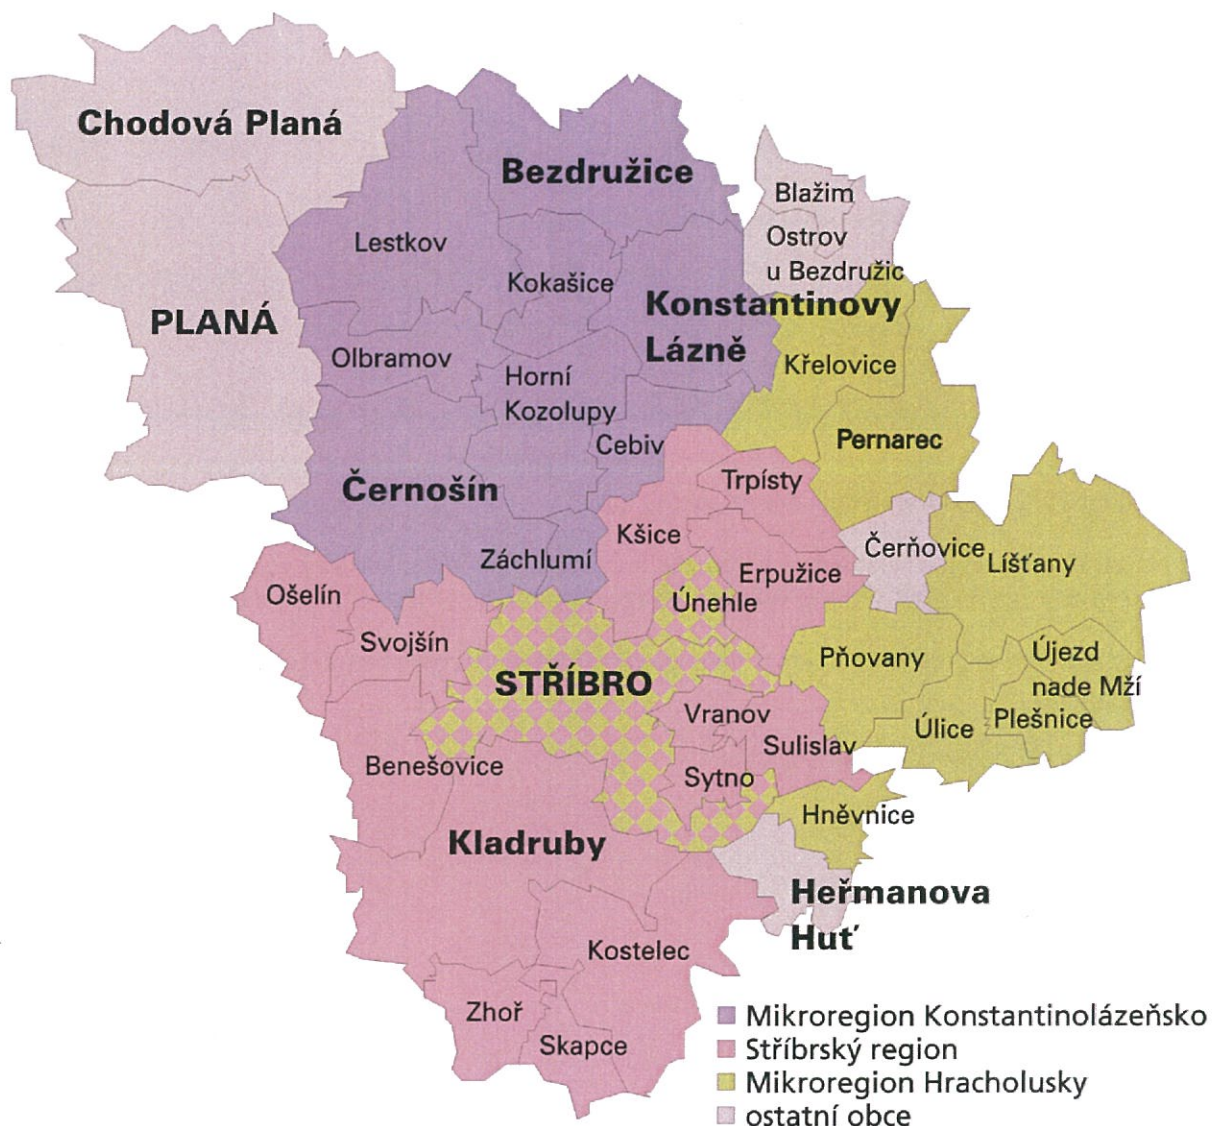 Chodová Planá
Bezdružice
Blažim
Lestkov
Ostrov
u Bezdružic
Kokašice
Konstantinovy
Lázně
PLANÁ
Olbramov
Křelovice
Horní
Kozolupy
Pernarec
Cebiv
Černošín
Trpísty
Kšice
Čerňovice
Líšťany
Záchlumí
Erpužice
Ošelín
Únehle
Svojšín
Pňovany
Újezd
nade Mží
STŘÍBRO
Vranov
Plešnice
Úlice
Sulislav
Benešovice
Sytno
Hněvnice
Kladruby
Heřmanova
Huť
Kostelec
Zhoř
Skapce
Mikroregion Konstantinolázeňsko
Stříbrský region
Mikroregion Hracholusky
ostatní obce